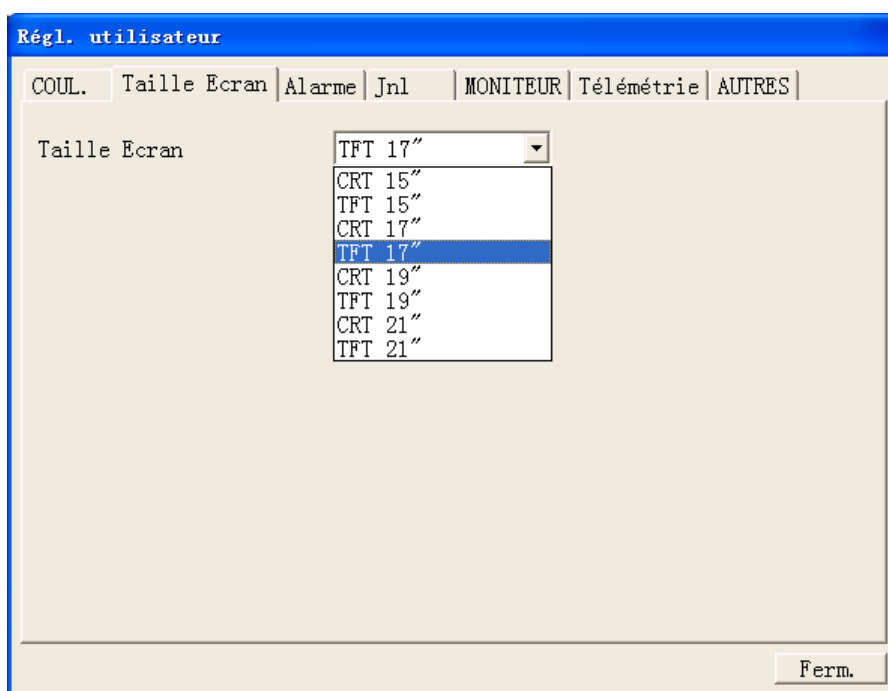 Régl. utilisateur
COUL. Taille Ecran Alarme Jnl MONITEUR Télémétrie AUTRES
Taille Ecran TFT 17"
CRT 15"
TFT 15"
CRT 17"
TFT 17"
CRT 19"
TFT 19"
CRT 21"
TFT 21"
Ferm.